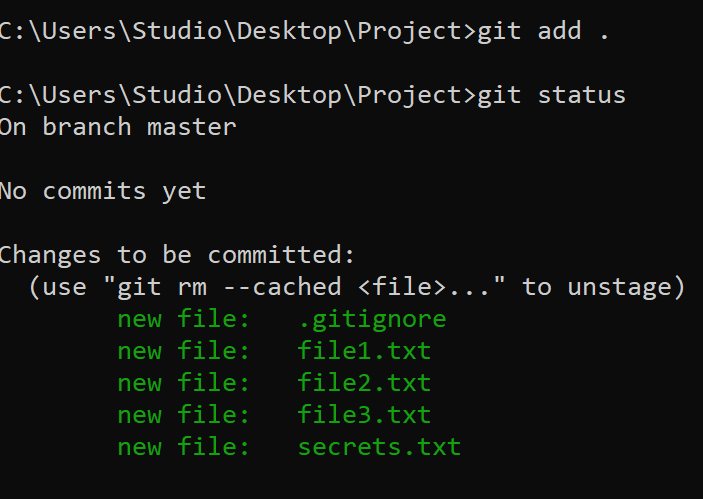 C:\Users\Studio\Desktop\Project>git add .
C:\Users\Studio\Desktop\Project>git status
On branch master
No commits yet
Changes to be committed:
(use "git rm --cached <file>..." to unstage)
new file: .gitignore
new file: file1.txt
new file: file2.txt
new file: file3.txt
new file: secrets.txt